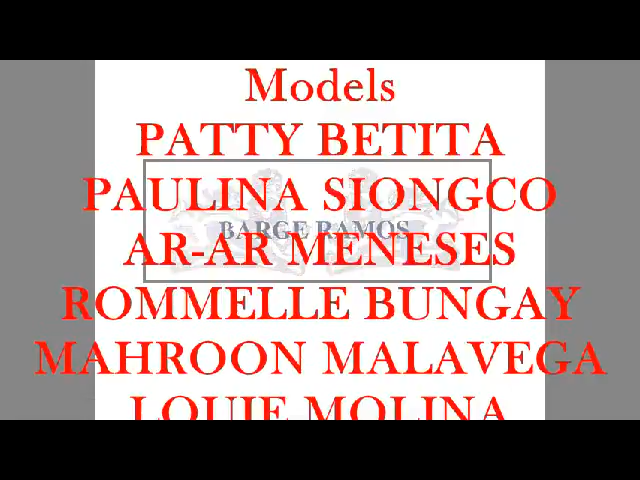 Models
PATTY BETITA
PAULINA SIONGCO
BARGE RAMOS
AR-AR MENESES
ROMMELLE BUNGAY
MAHROON MALAVEGA
LOUIE MOLINA